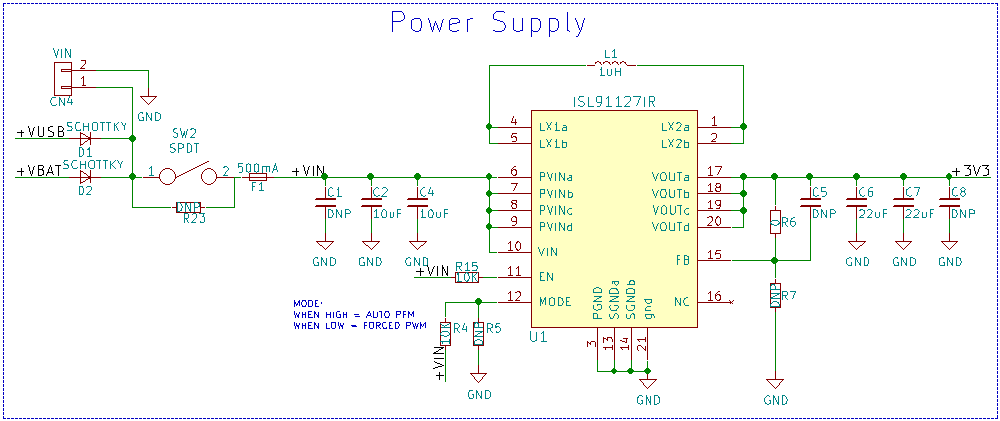 Power Supply
VIN
2
1
CN4
GND
+VUSB
SCHOTTKY
D1
+VBAT
SCHOTTKY
D2
SW2
SPDT
1
2
DNP
R23
500mA
F1
+VIN
C1
DNP
C2
10uF
C4
10uF
GND
GND
GND
L1
1uH
ISL91127IR
4
LX1a
5
LX1b
6
PVINa
7
PVINb
8
PVINc
9
PVINd
10
VIN
11
EN
12
MODE
LX2a
1
LX2b
2
VOUTa
17
VOUTb
18
VOUTc
19
VOUTd
20
FB
15
NC
16
PGND
SGNDa
SGNDb
gnd
3
13
14
21
U1
GND
+VIN
R15
10K
MODE:
WHEN HIGH = AUTO PFM
WHEN LOW = FORCED PWM
10K
R4
DNP
R5
+VIN
GND
0
R6
DNP
R7
GND
C5
DNP
C6
22uF
C7
22uF
C8
DNP
GND
GND
GND
+3V3